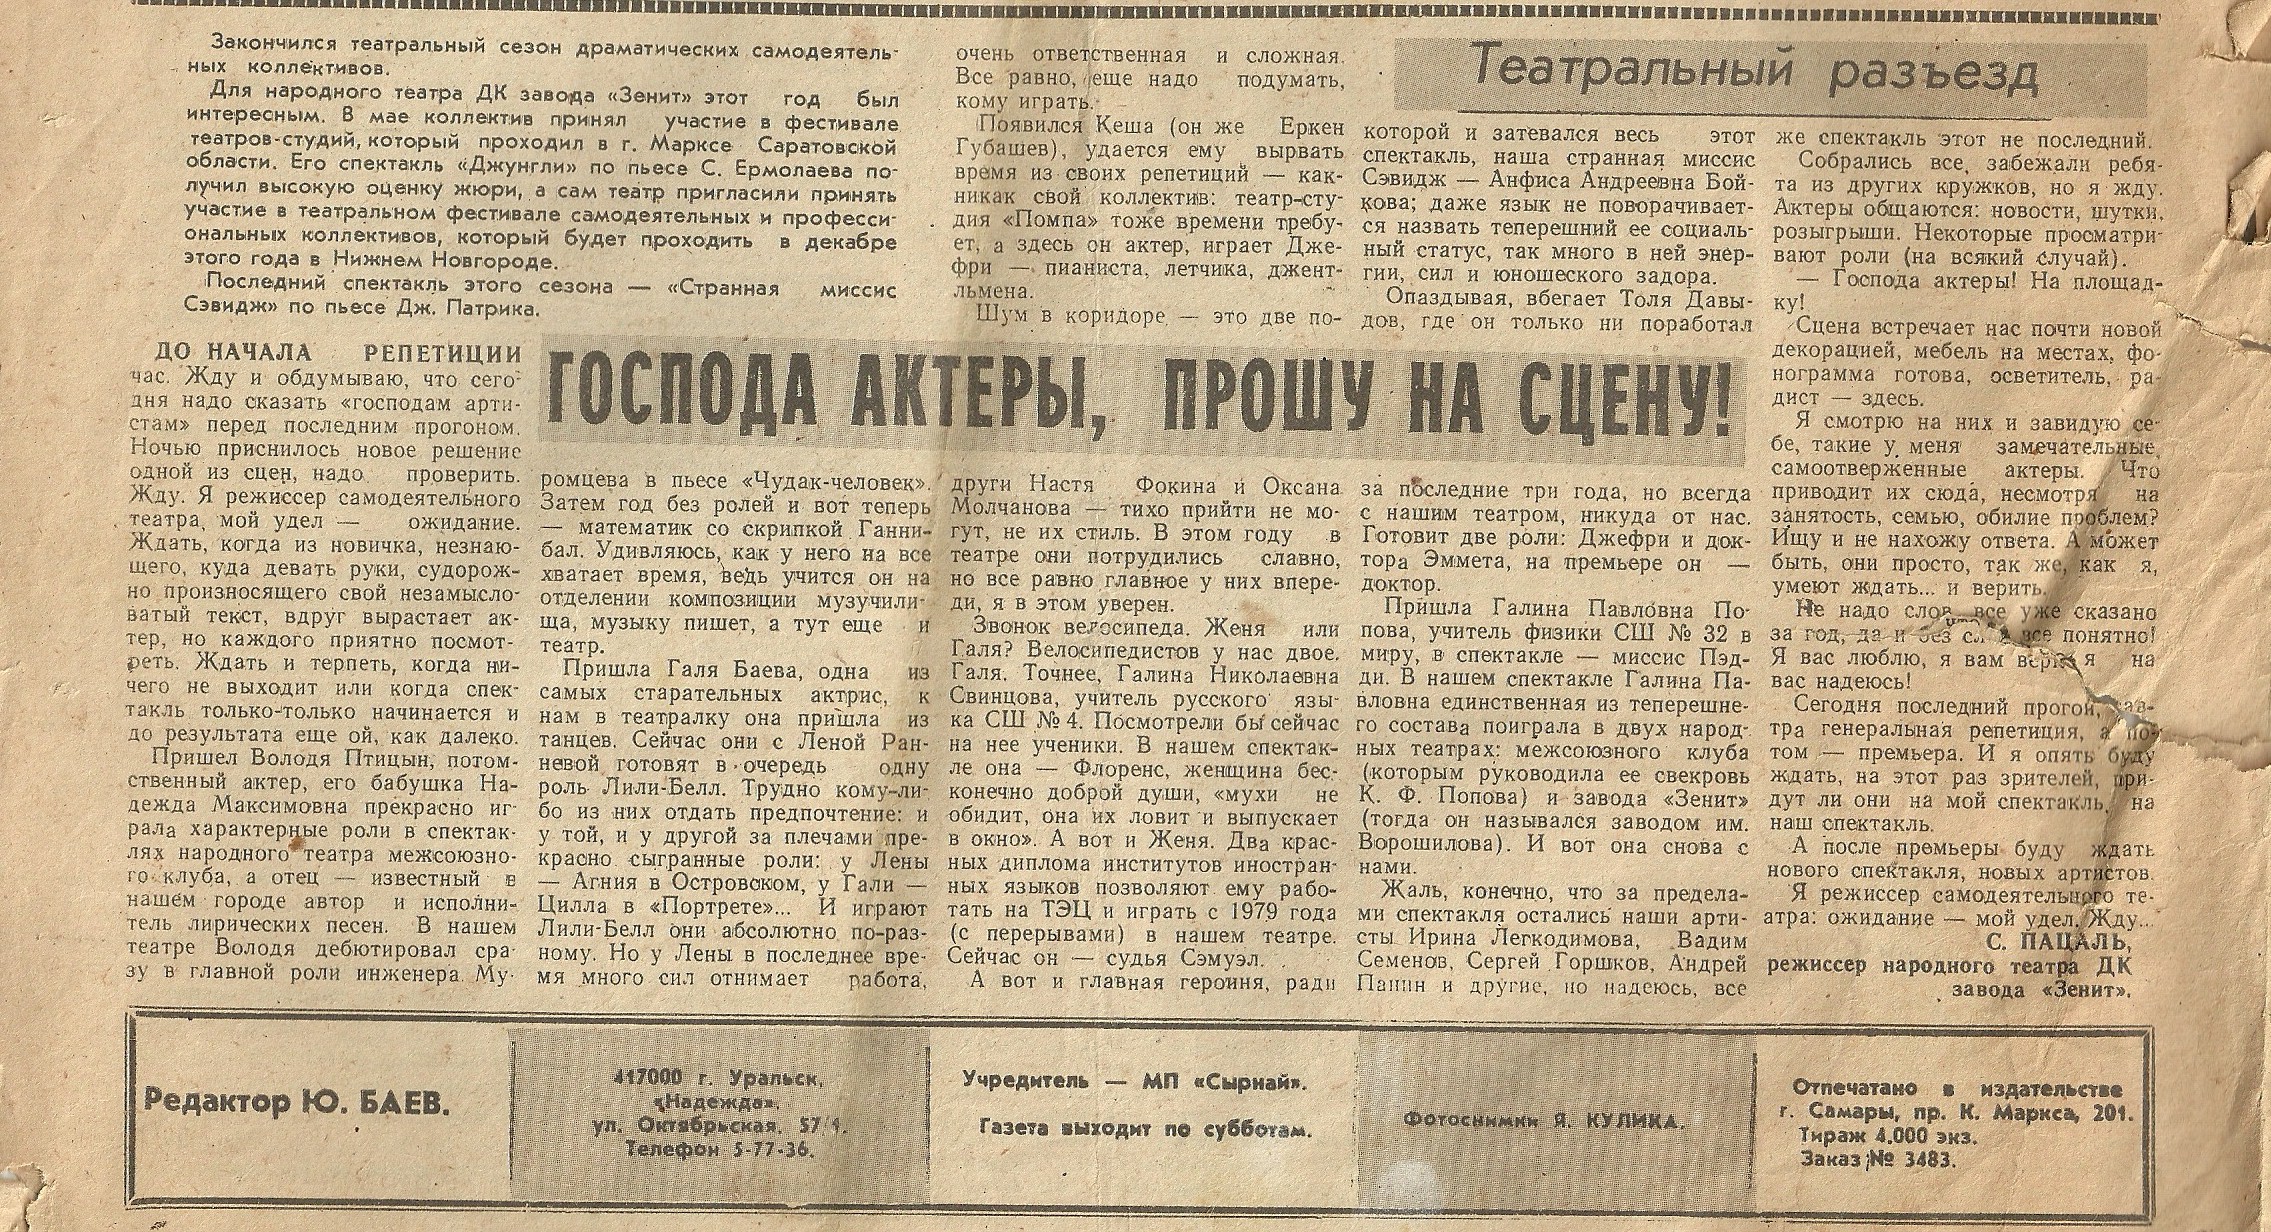 Театральный разъезд
Закончился театральный сезон драматических самодеятель-
ных коллективов.
Для народного театра ДК завода «Зенит» этот год был
интересным. В мае коллектив принял участие в фестивале
театров-студий, который проходил в г. Марксе Саратовской
области. Его спектакль «Джунгли» по пьесе С. Ермолаева по-
лучил высокую оценку жюри, а сам театр пригласили принять
участие в театральном фестивале самодеятельных и професси-
ональных коллективов, который будет проходить в декабре
этого года в Нижнем Новгороде.
Последний спектакль этого сезона — «Странная миссис
Сэвидж» по пьесе Дж. Патрика.
ГОСПОДА АКТЕРЫ, ПРОШУ НА СЦЕНУ!
ДО НАЧАЛА РЕПЕТИЦИИ
час. Жду и обдумываю, что сего-
дня надо сказать «господам арти-
стам» перед последним прогоном.
Ночью приснилось новое решение
одной из сцен, надо проверить.
Жду. Я режиссер самодеятельного
театра, мой удел — ожидание.
Ждать, когда из новичка, незнаю-
щего, куда девать руки, судорож-
но произносящего свой незамысло-
ватый текст, вдруг вырастает ак-
тер, но каждого приятно посмот-
реть. Ждать и терпеть, когда ни-
чего не выходит или когда спек-
такль только-только начинается и
до результата еще ой, как далеко.
Пришел Володя Птицын, потом-
ственный актер, его бабушка На-
дежда Максимовна прекрасно иг-
рала характерные роли в спектак-
лях народного театра межсоюзно-
го клуба, а отец — известный в
нашем городе автор и исполни-
тель лирических песен. В нашем
театре Володя дебютировал сра-
зу в главной роли инженера Му-
ромцева в пьесе «Чудак-человек».
Затем год без ролей и вот теперь
— математик со скрипкой Ганни-
бал. Удивляюсь, как у него на все
хватает время, ведь учится он на
отделении композиции музучили-
ща, музыку пишет, а тут еще и
театр.
Пришла Галя Баева, одна из
самых старательных актрис, к
нам в театралку она пришла из
танцев. Сейчас они с Леной Ран-
невой готовят в очередь одну
роль Лили-Белл. Трудно кому-ли-
бо из них отдать предпочтение: и
у той, и у другой за плечами пре-
красно сыгранные роли: у Лены
— Агния в Островском, у Гали —
Цилла в «Портрете»... И играют
Лили-Белл они абсолютно по-раз-
ному. Но у Лены в последнее вре-
мя много сил отнимает работа,
очень ответственная и сложная.
Все равно, еще надо подумать,
кому играть.
Появился Кеша (он же Еркен
Губашев), удается ему вырвать
время из своих репетиций — как-
никак свой коллектив: театр-сту-
дия «Помпа» тоже времени требу-
ет, а здесь он актер, играет Дже-
фри — пианиста, летчика, джент-
льмена.
Шум в коридоре — это две по-
други Настя Фокина и Оксана
Молчанова — тихо прийти не мо-
гут, не их стиль. В этом году в
театре они потрудились славно,
но все равно главное у них впере-
ди, я в этом уверен.
Звонок велосипеда. Женя или
Галя? Велосипедистов у нас двое.
Галя. Точнее, Галина Николаевна
Свинцова, учитель русского язы-
ка СШ № 4. Посмотрели бы сейчас
на нее ученики. В нашем спектак-
ле она — Флоренс, женщина бес-
конечно доброй души, «мухи не
обидит, она их ловит и выпускает
в окно». А вот и Женя. Два крас-
ных диплома институтов иностран-
ных языков позволяют ему рабо-
тать на ТЭЦ и играть с 1979 года
(с перерывами) в нашем театре.
Сейчас он — судья Сэмуэл.
А вот и главная героиня, ради
которой и затевался весь этот
спектакль, наша странная миссис
Сэвидж — Анфиса Андреевна Бой-
кова; даже язык не поворачивает-
ся назвать теперешний ее социаль-
ный статус, так много в ней энер-
гии, сил и юношеского задора.
Опаздывая, вбегает Толя Давы-
дов, где он только ни поработал
за последние три года, но всегда
с нашим театром, никуда от нас.
Готовит две роли: Джефри и док-
тора Эммета, на премьере он —
доктор.
Пришла Галина Павловна По-
пова, учитель физики СШ № 32 в
миру, в спектакле — миссис Пэд-
ди. В нашем спектакле Галина Па-
вловна единственная из теперешне-
го состава поиграла в двух народ-
ных театрах: межсоюзного клуба
(которым руководила ее свекровь
К. Ф. Попова) и завода «Зенит»
(тогда он назывался заводом им.
Ворошилова). И вот она снова с
нами.
Жаль, конечно, что за предела-
ми спектакля остались наши арти-
сты Ирина Легкодимова, Вадим
Семенов, Сергей Горшков, Андрей
Панин и другие, но надеюсь, все
же спектакль этот не последний.
Собрались все, забежали ребя-
та из других кружков, но я жду.
Актеры общаются: новости, шутки,
розыгрыши. Некоторые просматри-
вают роли (на всякий случай).
— Господа актеры! На площад-
ку!
Сцена встречает нас почти новой
декорацией, мебель на местах, фо-
нограмма готова, осветитель, ра-
дист — здесь.
Я смотрю на них и завидую се-
бе, такие у меня замечательные,
самоотверженные актеры. Что
приводит их сюда, несмотря на
занятость, семью, обилие проблем?
Ищу и не нахожу ответа. А может
быть, они просто, так же, как я,
умеют ждать... и верить.
Не надо слов, все уже сказано
за год, да и без все понятно!
Я вас люблю, я вам верю я на
вас надеюсь!
Сегодня последний прогон, зав-
тра генеральная репетиция, а по-
том — премьера. И я опять буду
ждать, на этот раз зрителей, при-
дут ли они на мой спектакль, на
наш спектакль.
А после премьеры буду ждать
нового спектакля, новых артистов.
Я режиссер самодеятельного те-
атра: ожидание — мой удел. Жду...
С. ПАЦАЛЬ,
режиссер народного театра ДК
завода «Зенит».
Редактор Ю. БАЕВ.
417000 г. Уральск,
«Надежда».
ул. Октябрьская, 57/1.
Телефон 5-77-36.
Учредитель — МП «Сырнай».
Газета выходит по субботам.
Фотоснимки Я. КУЛИКА.
Отпечатано в издательстве
г. Самары, пр. К. Маркса, 201.
Тираж 4.000 экз.
Заказ № 3483.